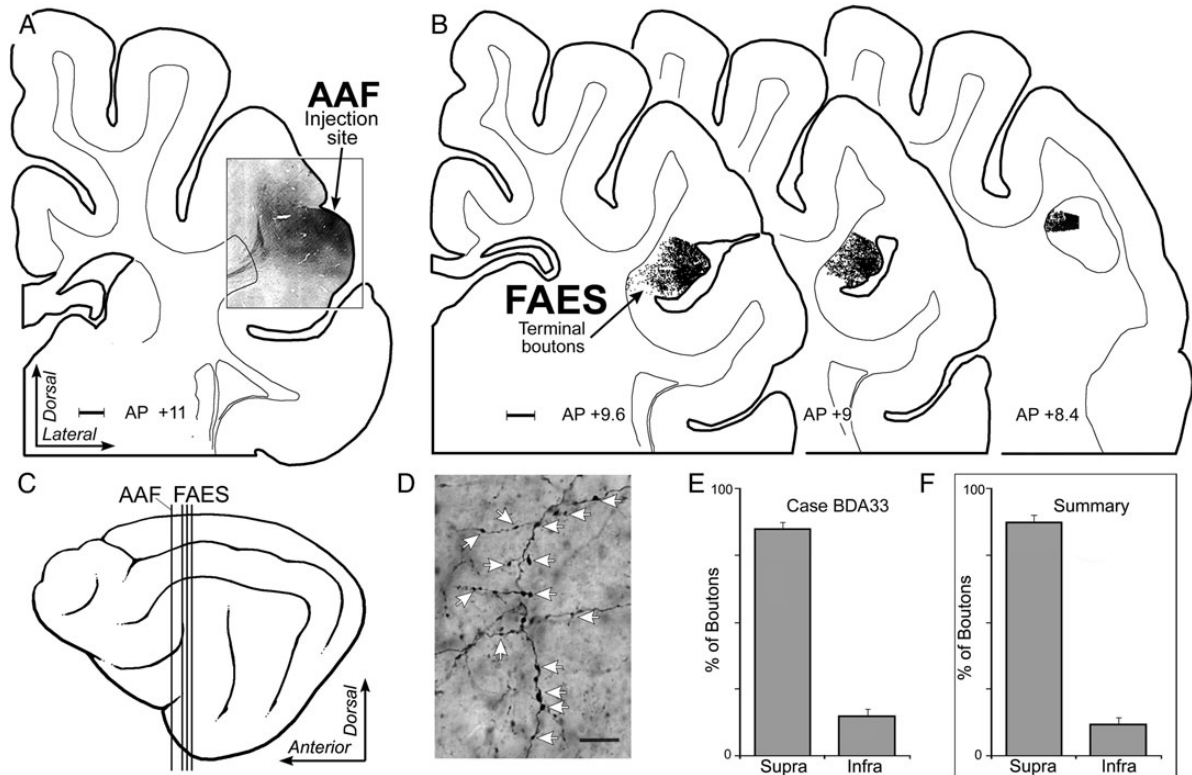 A
AAF
Injection
site
Dorsal
Lateral
AP +11
B
FAES
Terminal
boutons
AP +9.6
AP +9
AP +8.4
C
AAF FAES
Dorsal
Anterior
D
E
100
Case BDA33
% of Boutons
0
Supra Infra
F
100
Summary
% of Boutons
0
Supra Infra